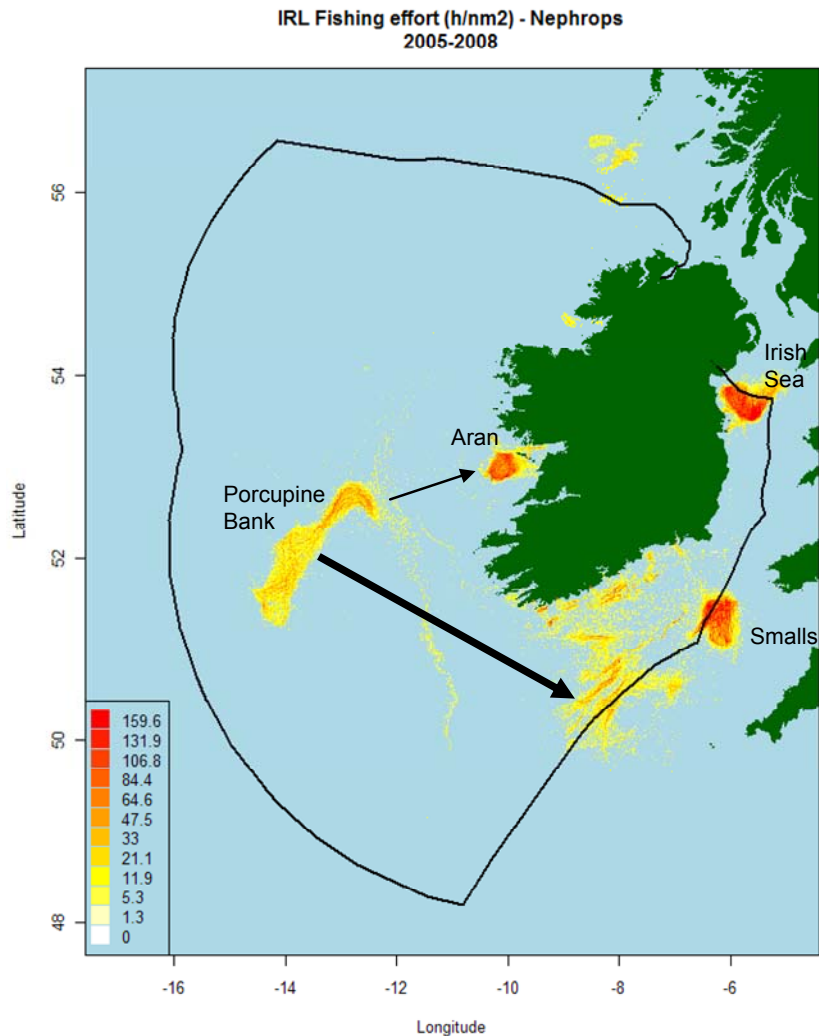 IRL Fishing effort (h/nm2) - Nephrops
2005-2008
Irish
Sea
Aran
Porcupine
Bank
Smalls
Latitude
56
54
52
50
48
159.6
131.9
106.8
84.4
64.6
47.5
33
21.1
11.9
5.3
1.3
0
-16
-14
-12
-10
-8
-6
Longitude